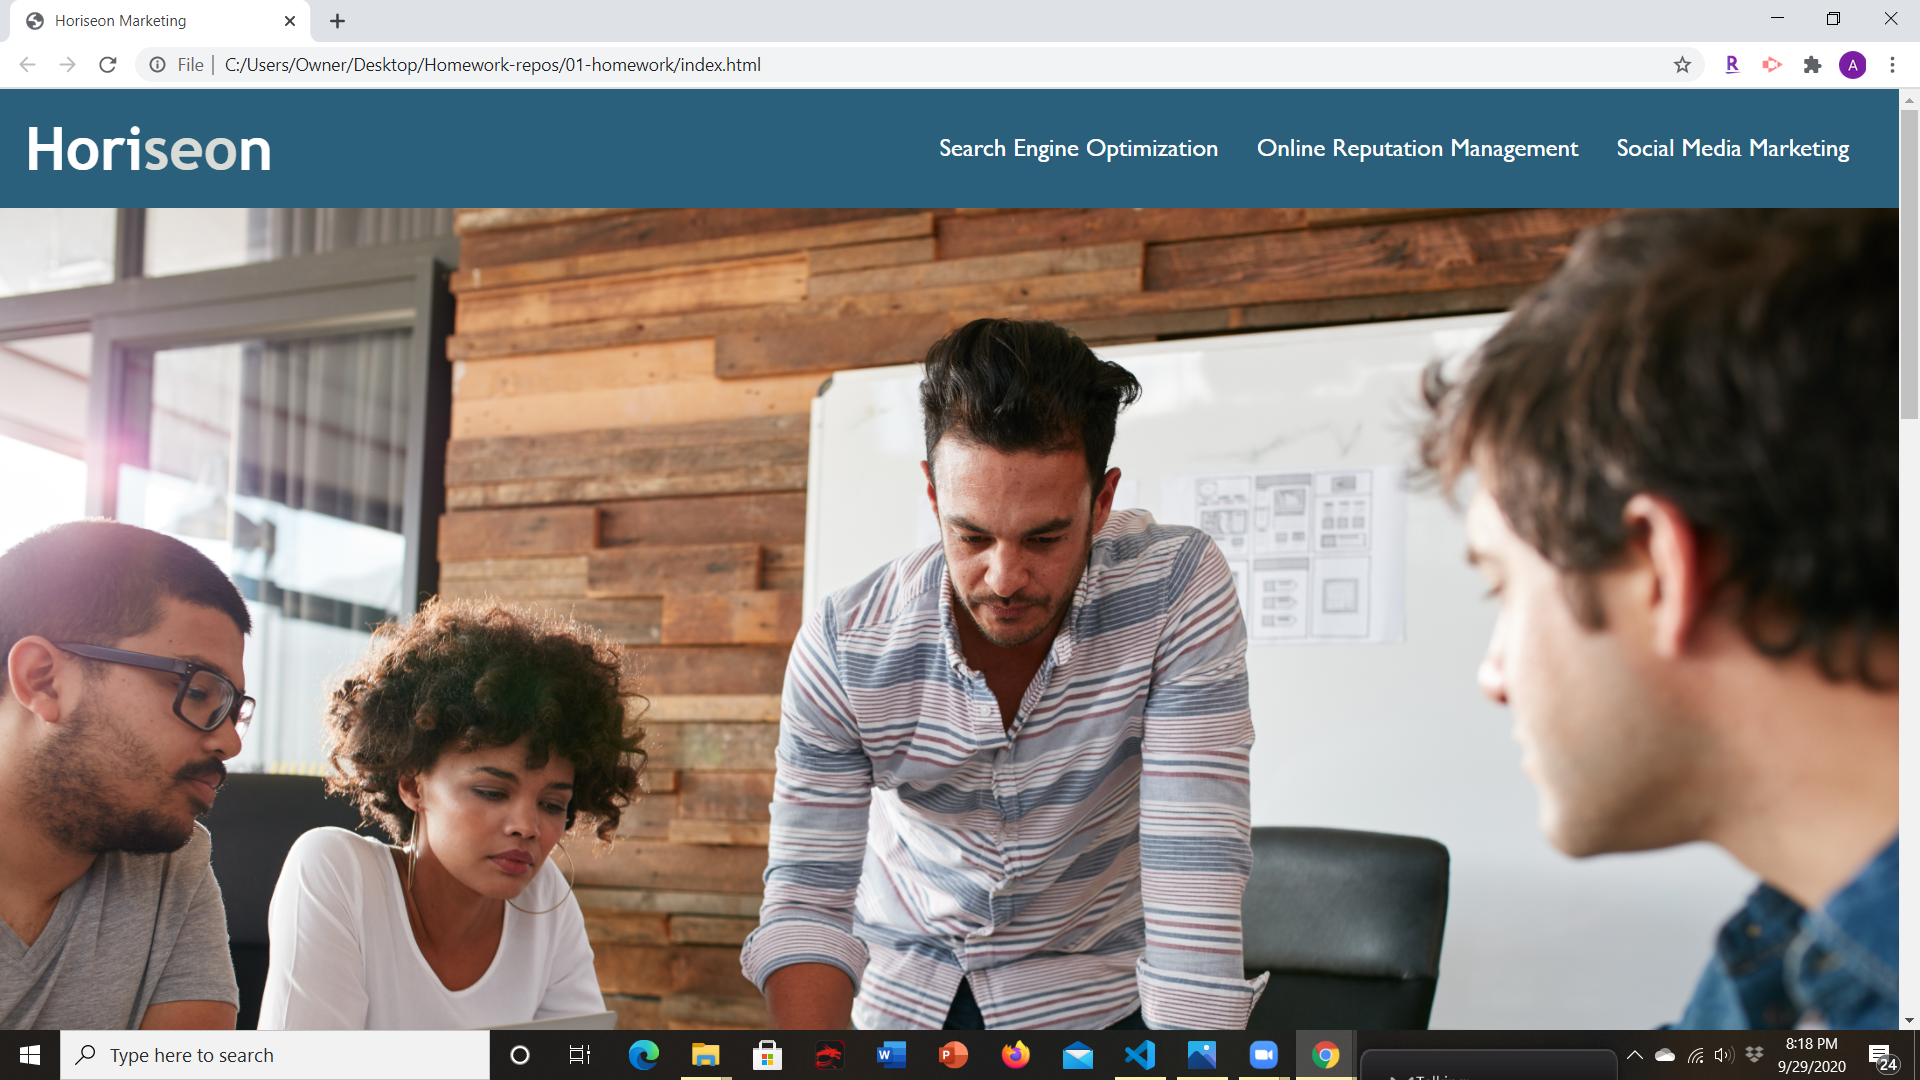 Horiseon Marketing
File | C:/Users/Owner/Desktop/Homework-repos/01-homework/index.html
R
A
Horiseon
Search Engine Optimization
Online Reputation Management
Social Media Marketing
Type here to search
8:18 PM
9/29/2020
24